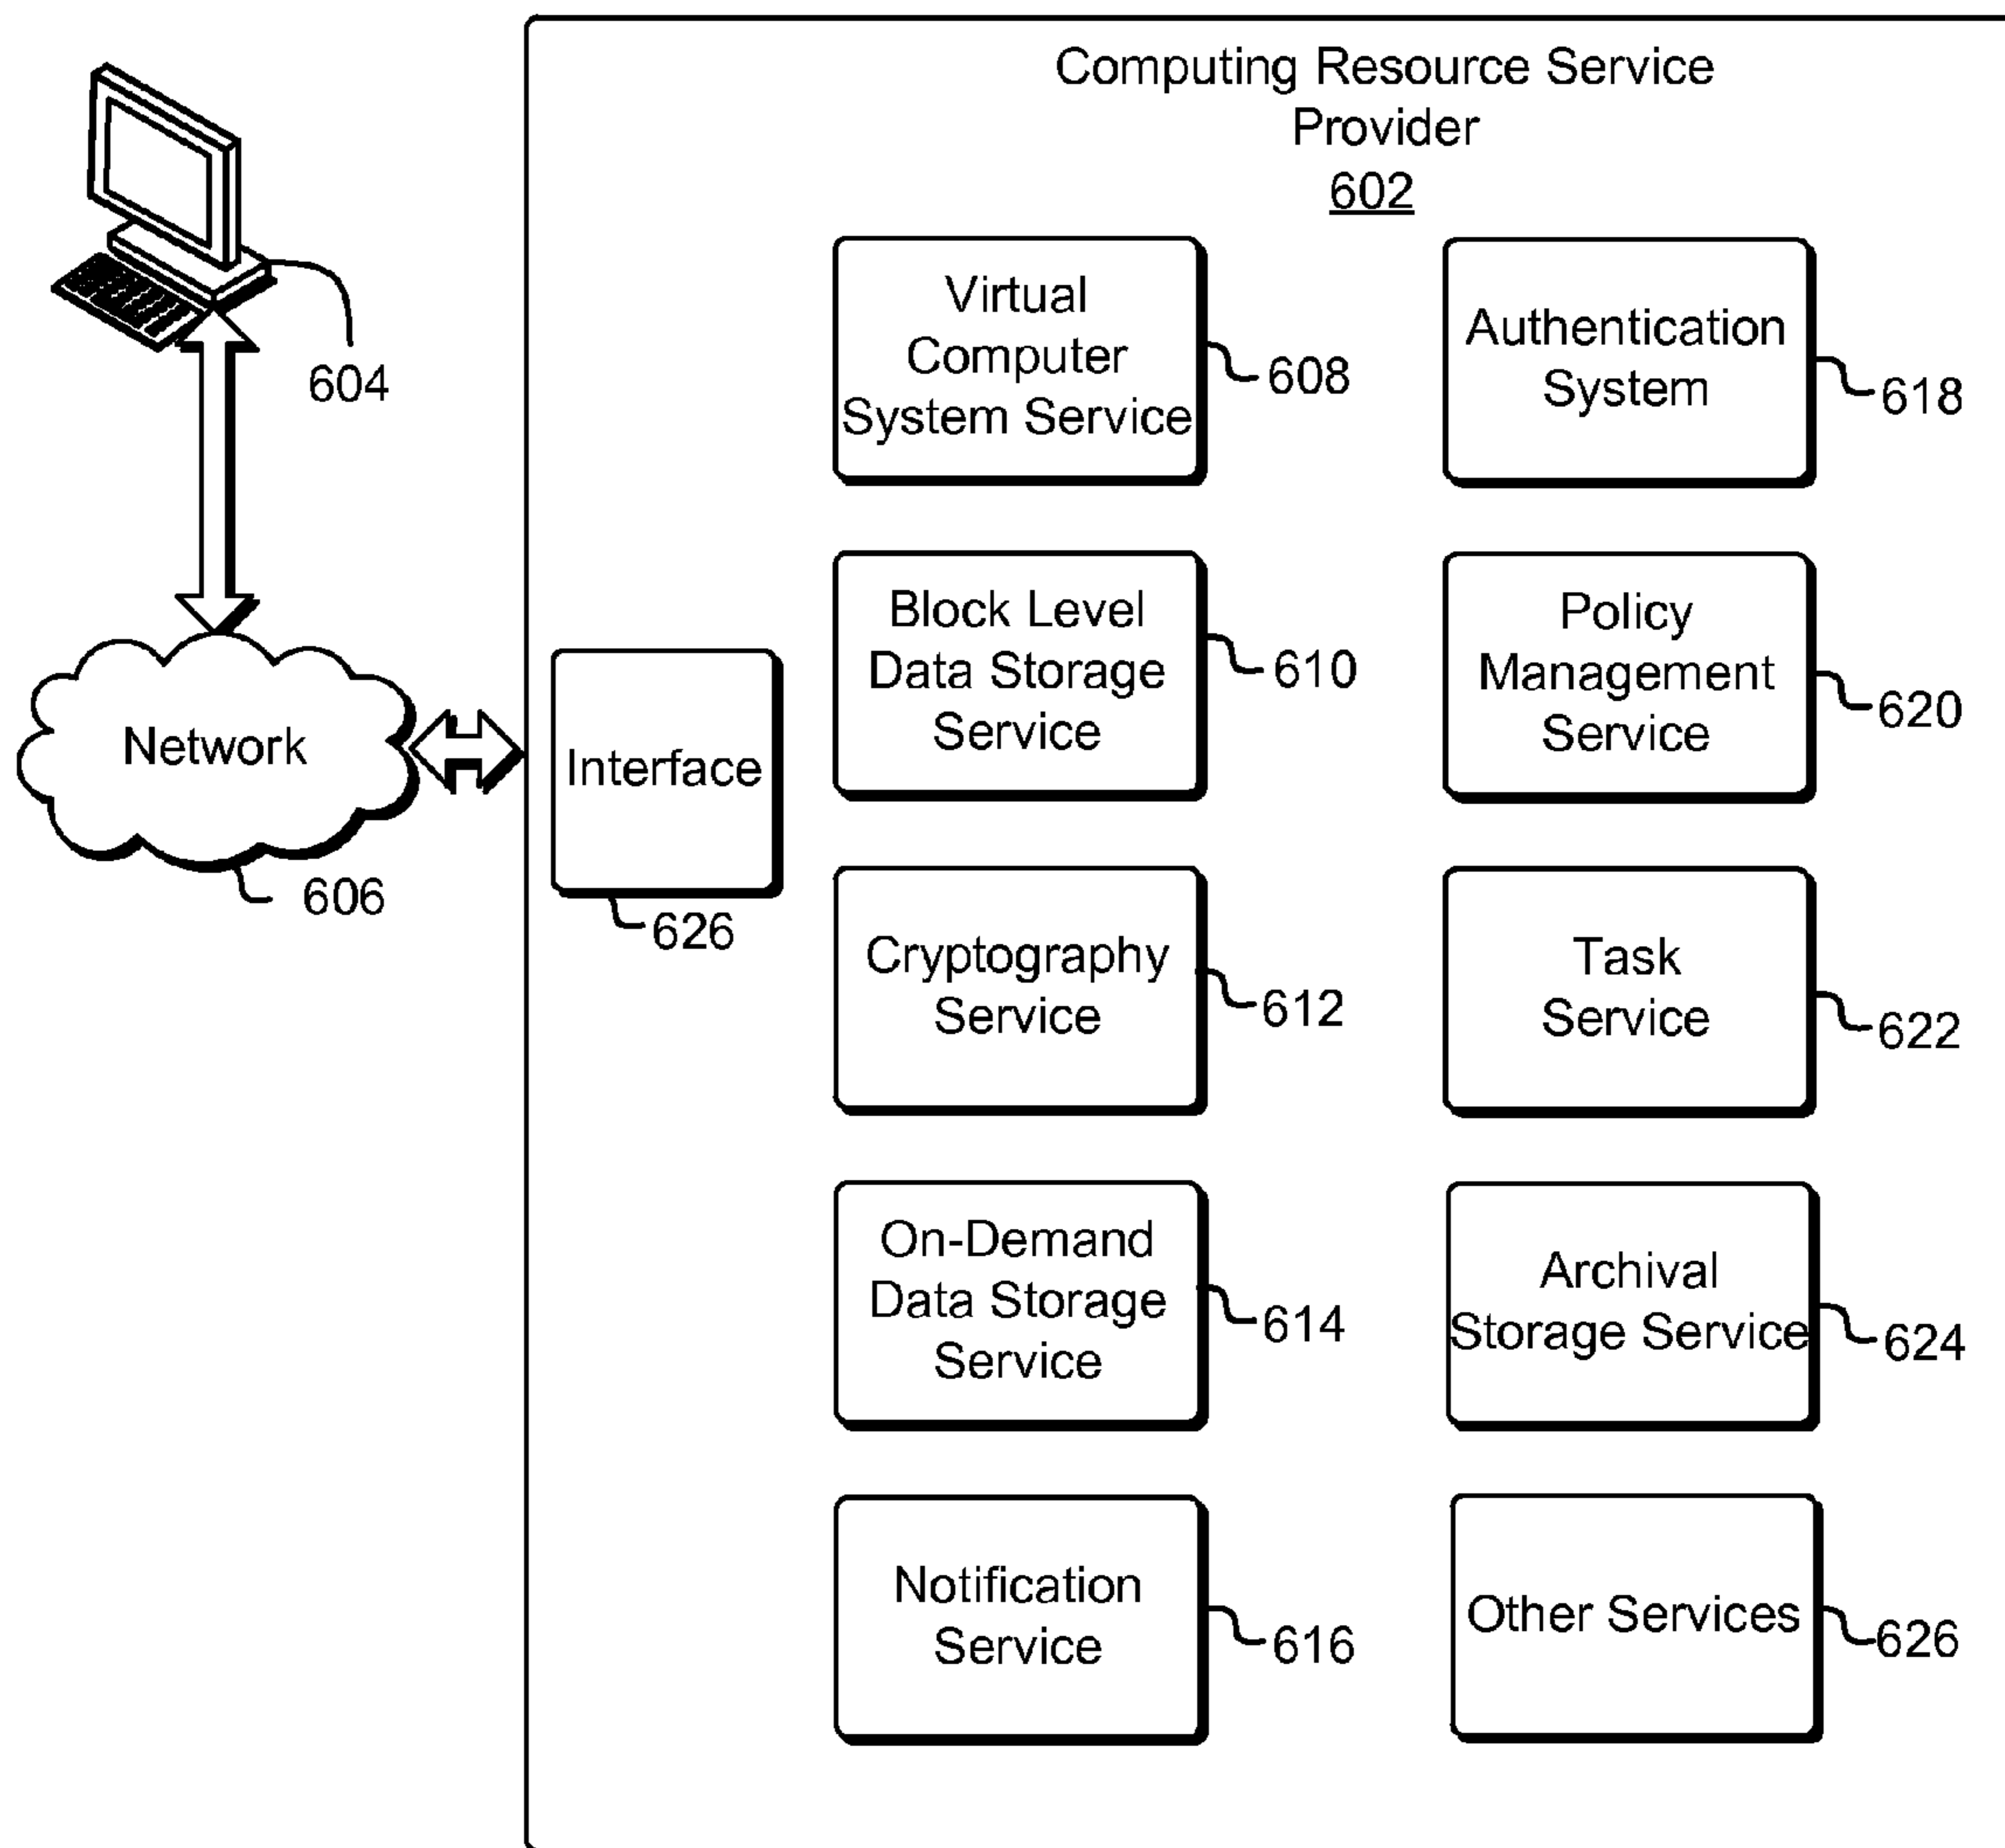 Computing Resource Service
Provider
602
604
Network
606
Interface
626
Virtual
Computer
System Service
608
Authentication
System
618
Block Level
Data Storage
Service
610
Policy
Management
Service
620
Cryptography
Service
612
Task
Service
622
On-Demand
Data Storage
Service
614
Archival
Storage Service
624
Notification
Service
616
Other Services
626